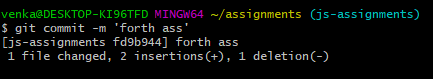 venka@DESKTOP-KI96TFD MINGW64 ~/assignments (js-assignments)
$ git commit -m 'forth ass'
[js-assignments fd9b944] forth ass
 1 file changed, 2 insertions(+), 1 deletion(-)